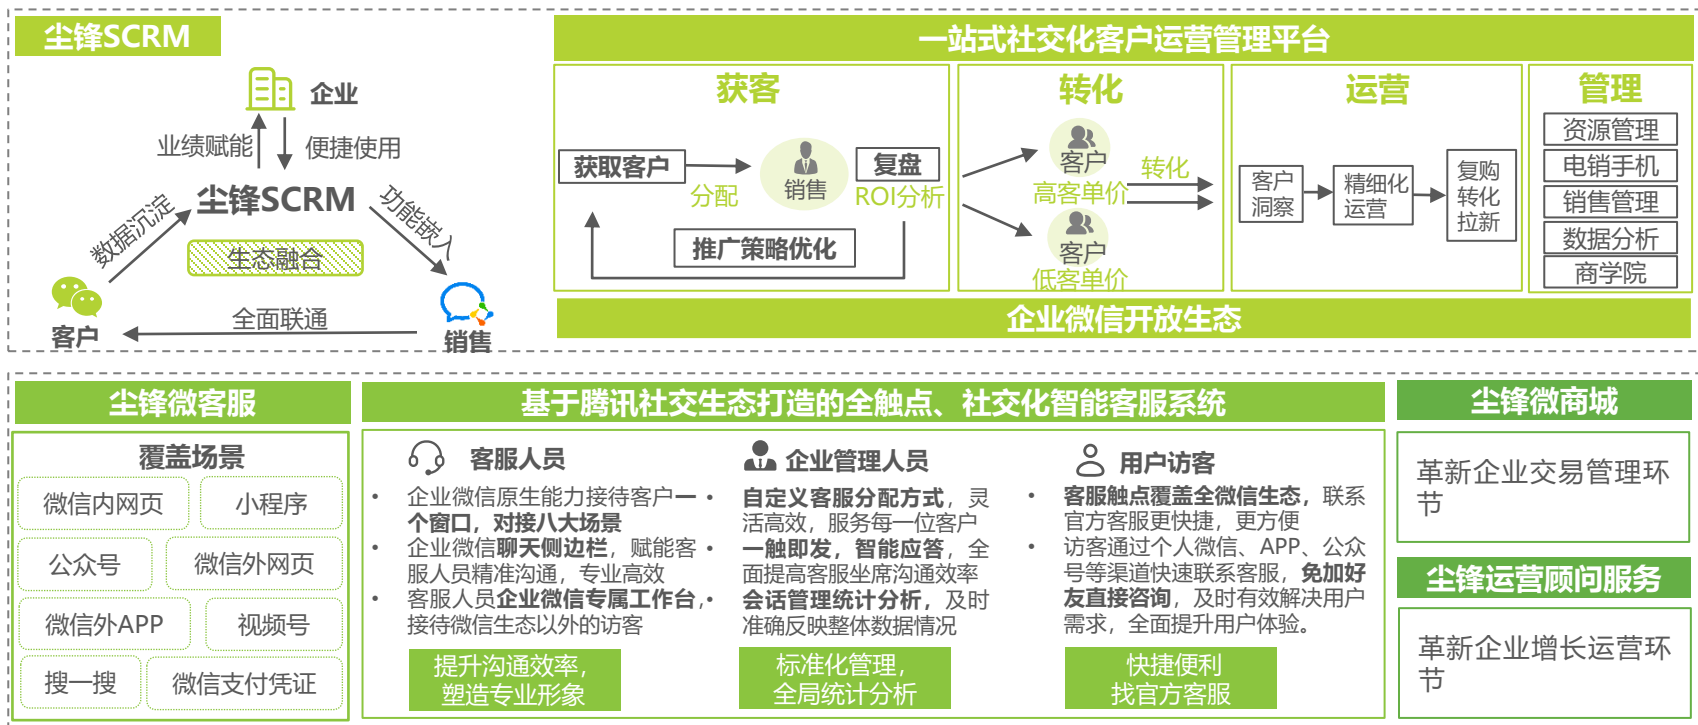 尘锋SCRM
企业
业绩赋能
便捷使用
尘锋SCRM
数据沉淀
功能嵌入
生态融合
客户
全面联通
销售
一站式社交化客户运营管理平台
获客
获取客户
分配
销售
复盘
ROI分析
推广策略优化
转化
客户
高客单价
转化
客户
低客单价
运营
客户
洞察
精细化
运营
复购
转化
拉新
管理
资源管理
电销手机
销售管理
数据分析
商学院
企业微信开放生态
尘锋微客服
覆盖场景
微信内网页
小程序
公众号
微信外网页
微信外APP
视频号
搜一搜
微信支付凭证
基于腾讯社交生态打造的全触点、社交化智能客服系统
客服人员
• 企业微信原生能力接待客户一
个窗口，对接八大场景
• 企业微信聊天侧边栏，赋能客
服人员精准沟通，专业高效
• 客服人员企业微信专属工作台，
接待微信生态以外的访客
提升沟通效率，
塑造专业形象
企业管理人员
• 自定义客服分配方式，灵
活高效，服务每一位客户
• 一触即发，智能应答，全
面提高客服坐席沟通效率
• 会话管理统计分析，及时
准确反映整体数据情况
标准化管理，
全局统计分析
用户访客
• 客服触点覆盖全微信生态，联系
官方客服更快捷，更方便
• 访客通过个人微信、APP、公众
号等渠道快速联系客服，免加好
友直接咨询，及时有效解决用户
需求，全面提升用户体验。
快捷便利
找官方客服
尘锋微商城
革新企业交易管理环
节
尘锋运营顾问服务
革新企业增长运营环
节